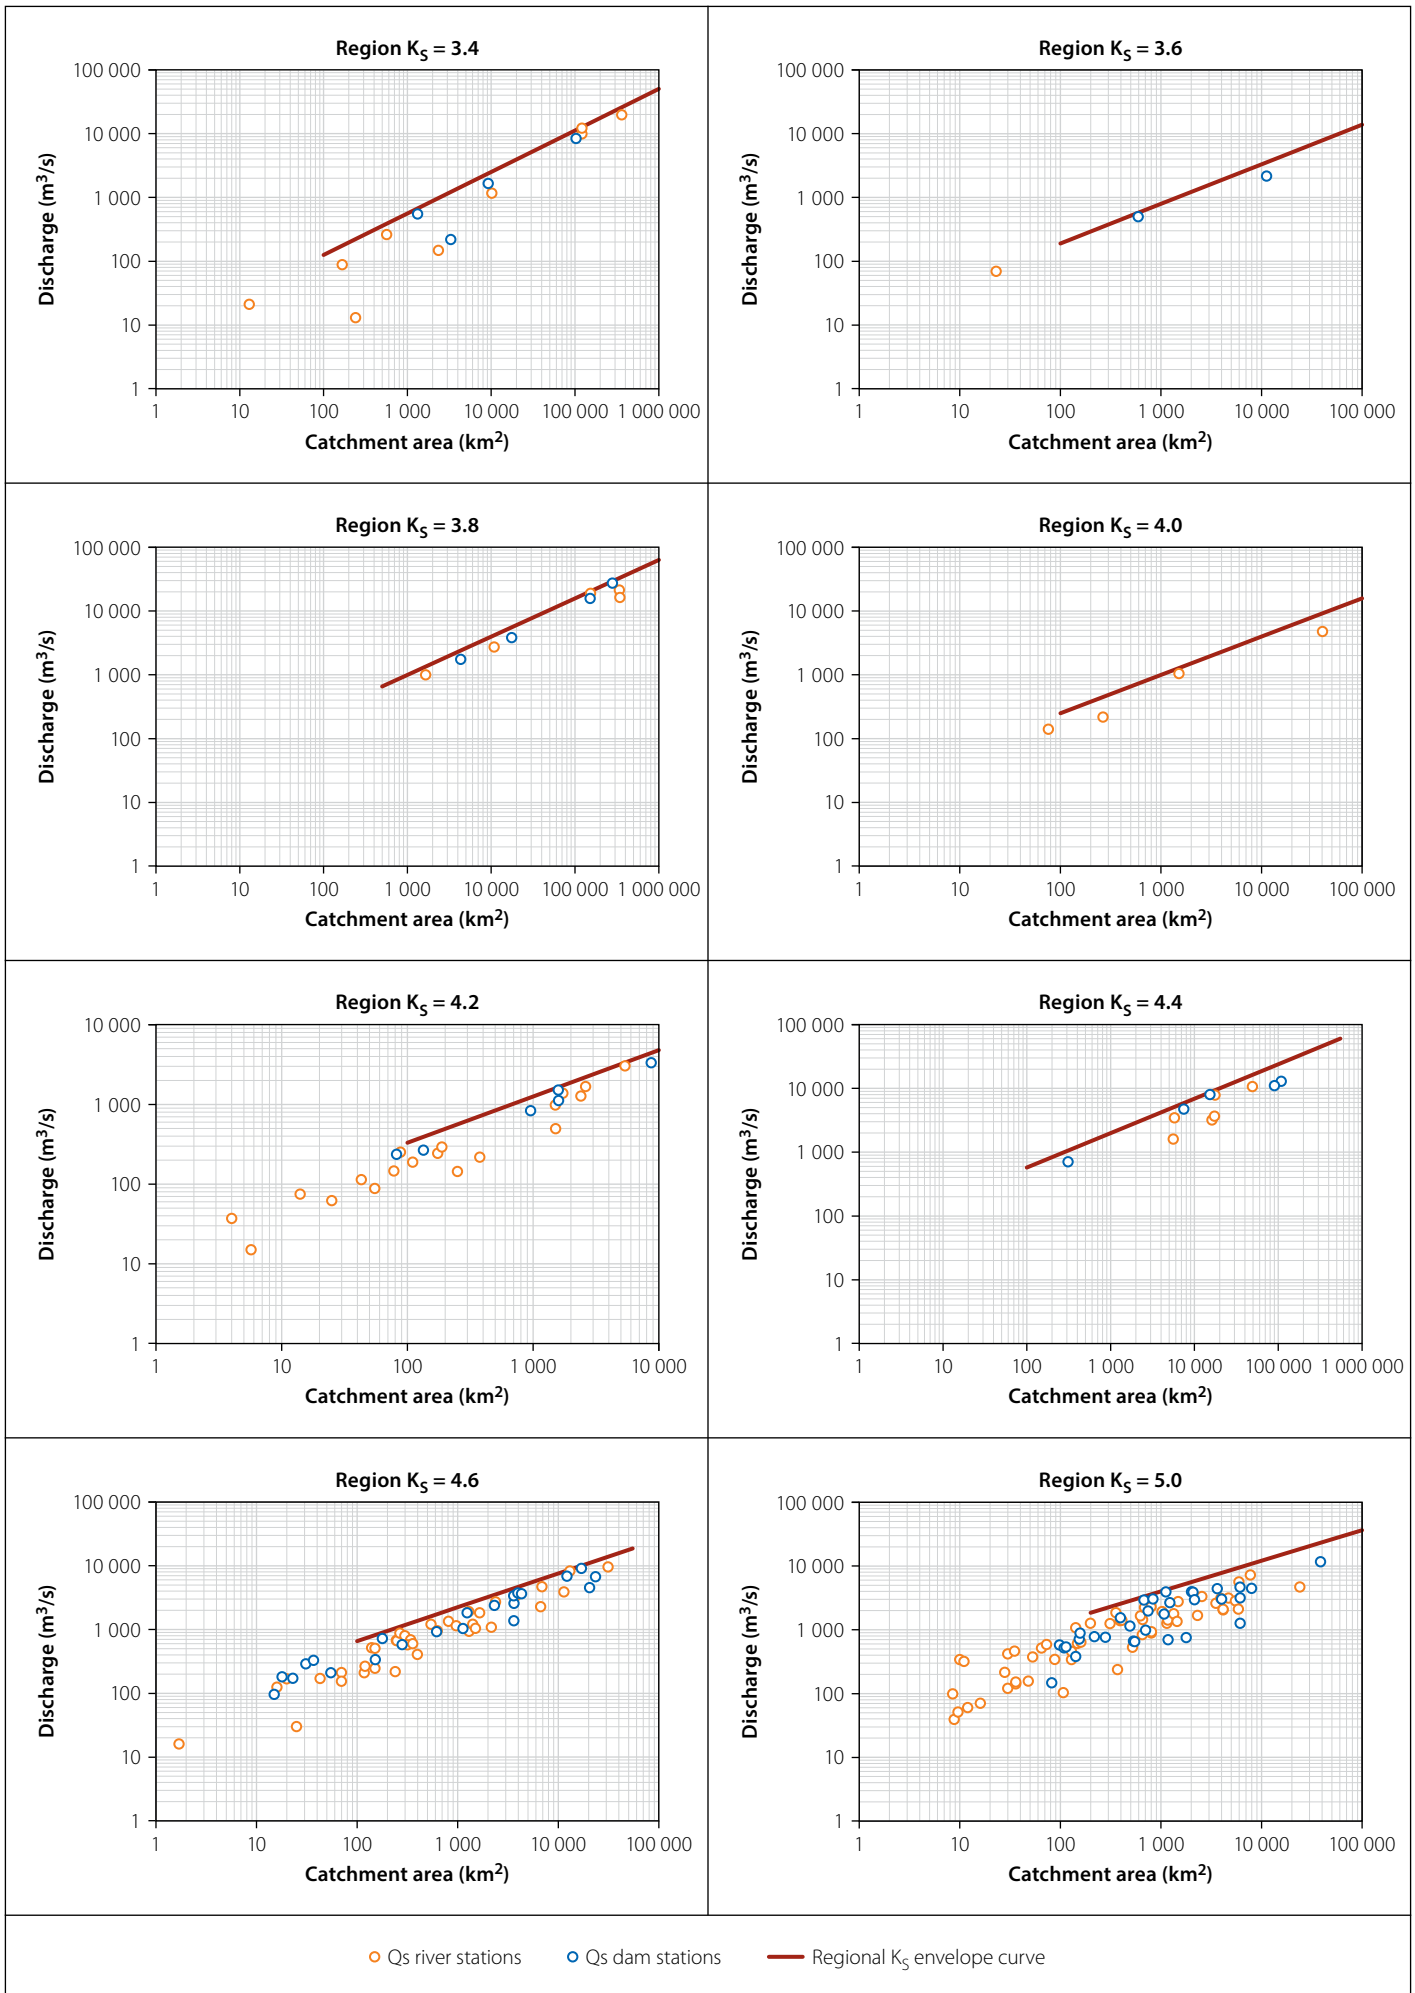 Region K_S = 3.4
100 000
10 000
1 000
100
10
1
Discharge (m³/s)
1 10 100 1 000 10 000 100 000 1 000 000
Catchment area (km²)
Region K_S = 3.6
100 000
10 000
1 000
100
10
1
Discharge (m³/s)
1 10 100 1 000 10 000 100 000
Catchment area (km²)
Region K_S = 3.8
100 000
10 000
1 000
100
10
1
Discharge (m³/s)
1 10 100 1 000 10 000 100 000 1 000 000
Catchment area (km²)
Region K_S = 4.0
100 000
10 000
1 000
100
10
1
Discharge (m³/s)
1 10 100 1 000 10 000 100 000
Catchment area (km²)
Region K_S = 4.2
10 000
1 000
100
10
1
Discharge (m³/s)
1 10 100 1 000 10 000
Catchment area (km²)
Region K_S = 4.4
100 000
10 000
1 000
100
10
1
Discharge (m³/s)
1 10 100 1 000 10 000 100 000 1 000 000
Catchment area (km²)
Region K_S = 4.6
100 000
10 000
1 000
100
10
1
Discharge (m³/s)
1 10 100 1 000 10 000 100 000
Catchment area (km²)
Region K_S = 5.0
100 000
10 000
1 000
100
10
1
Discharge (m³/s)
1 10 100 1 000 10 000 100 000
Catchment area (km²)
Qs river stations Qs dam stations Regional K_S envelope curve